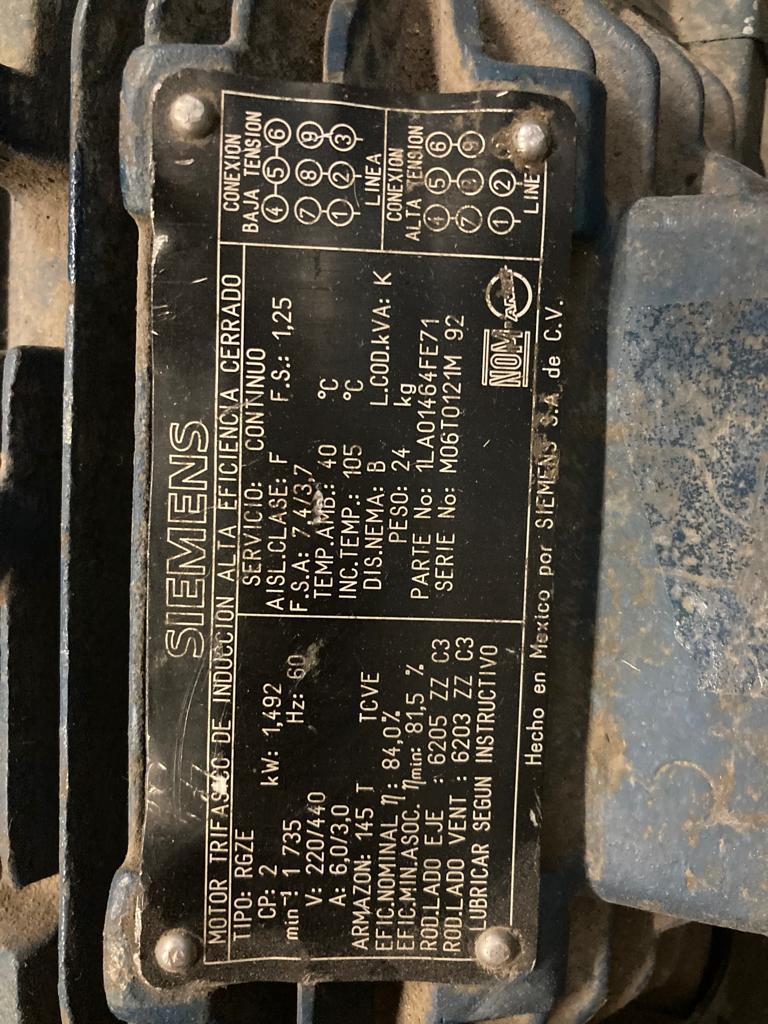 SIEMENS
MOTOR TRIFASICO DE INDUCCION ALTA EFICIENCIA CERRADO
TIPO: RGZE
CP: 2 kW: 1,492
min⁻¹ 1 735 Hz: 60
V: 220/440
A: 6,0/3,0
ARMAZON: 145 T TCVE
EFIC.NOMINAL η: 84,0%
EFIC.MIN.ASOC. ηmin: 81,5 %
ROD.LADO EJE : 6205 ZZ C3
ROD.LADO VENT : 6203 ZZ C3
LUBRICAR SEGUN INSTRUCTIVO
SERVICIO: CONTINUO
AISL.CLASE: F F.S.: 1,25
F.S.A: 7,4/3,7
TEMP.AMB.: 40 °C
INC.TEMP.: 105 °C
DIS.NEMA: B L.COD.kVA: K
PESO: 24 kg
PARTE No: 1LA01464FE71
SERIE No: M06T0121M 92
NOM
CONEXION
BAJA TENSION
4 5 6
7 8 9
1 2 3
LINEA
CONEXION
ALTA TENSION
4 5 6
7 8 9
1 2
Hecho en Mexico por SIEMENS S.A. de C.V.